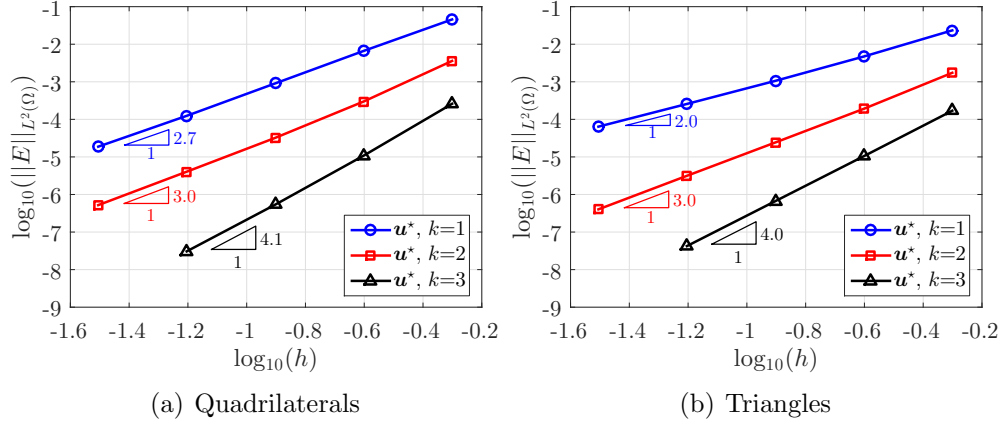 -1
-2
-3
-4
-5
-6
-7
-8
-9
log₁₀(||E||_{L²(Ω)})
2.7
1
3.0
1
4.1
1
u⋆, k=1
u⋆, k=2
u⋆, k=3
-1.6 -1.4 -1.2 -1 -0.8 -0.6 -0.4 -0.2
log₁₀(h)
(a) Quadrilaterals
-1
-2
-3
-4
-5
-6
-7
-8
-9
log₁₀(||E||_{L²(Ω)})
2.0
1
3.0
1
4.0
1
u⋆, k=1
u⋆, k=2
u⋆, k=3
-1.6 -1.4 -1.2 -1 -0.8 -0.6 -0.4 -0.2
log₁₀(h)
(b) Triangles